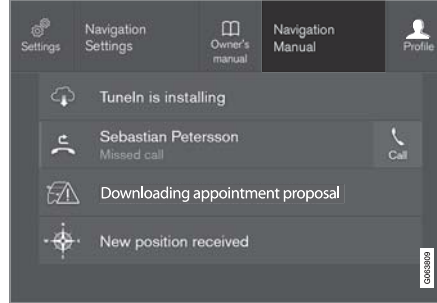 Settings
Navigation
Settings
Owner's
manual
Navigation
Manual
Profile
TuneIn is installing
Sebastian Petersson
Missed call
Call
Downloading appointment proposal
New position received
G063809